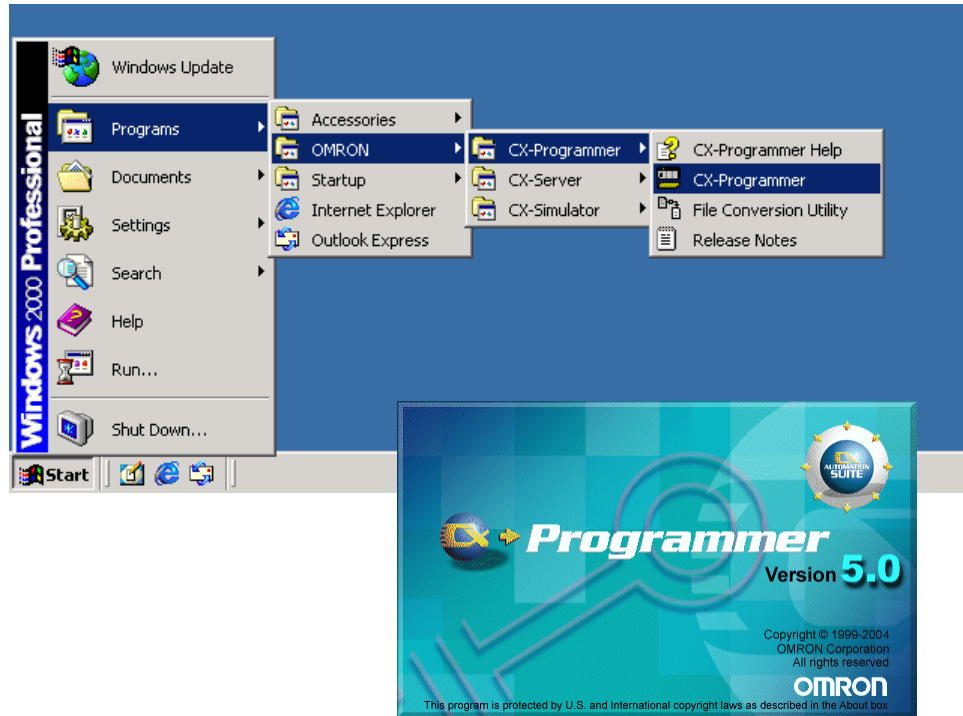 Windows 2000 Professional
Windows Update
Programs
Documents
Settings
Search
Help
Run...
Shut Down...
Start
Accessories
OMRON
Startup
Internet Explorer
Outlook Express
CX-Programmer
CX-Server
CX-Simulator
CX-Programmer Help
CX-Programmer
File Conversion Utility
Release Notes
CX
AUTOMATION
SUITE
CX Programmer
Version 5.0
Copyright © 1999-2004
OMRON Corporation
All rights reserved
OMRON
This program is protected by U.S. and International copyright laws as described in the About box